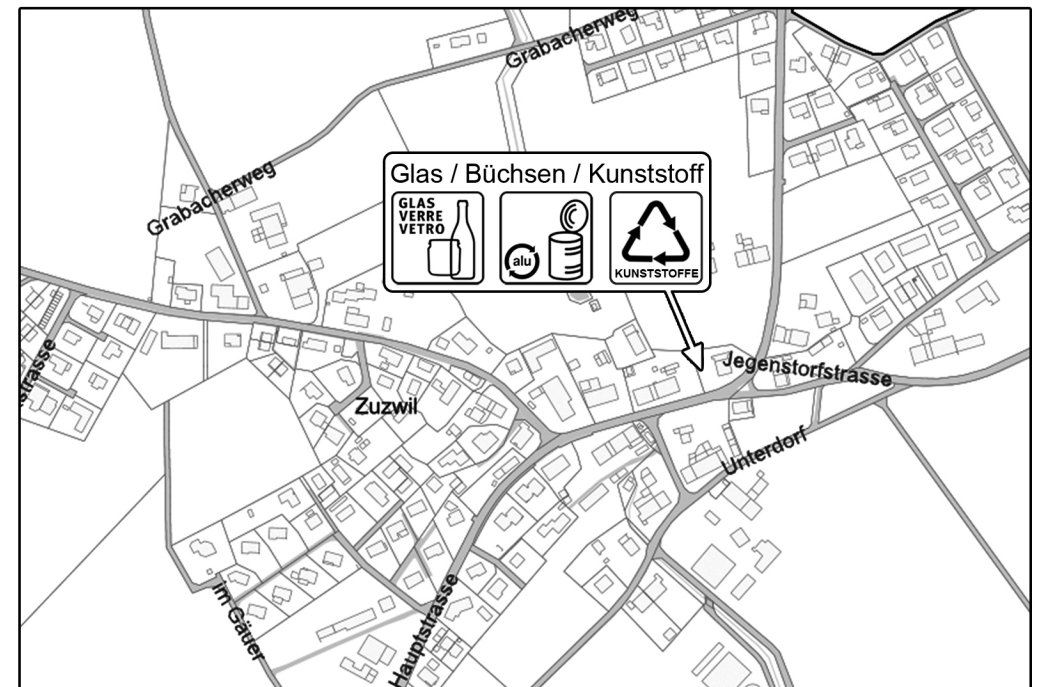 Grabacherweg
Grabacherweg
Glas / Büchsen / Kunststoff
GLAS
VERRE
VETRO
alu
KUNSTSTOFFE
Jegenstorfstrasse
Zuzwil
Unterdorf
Im Gäuer
Hauptstrasse